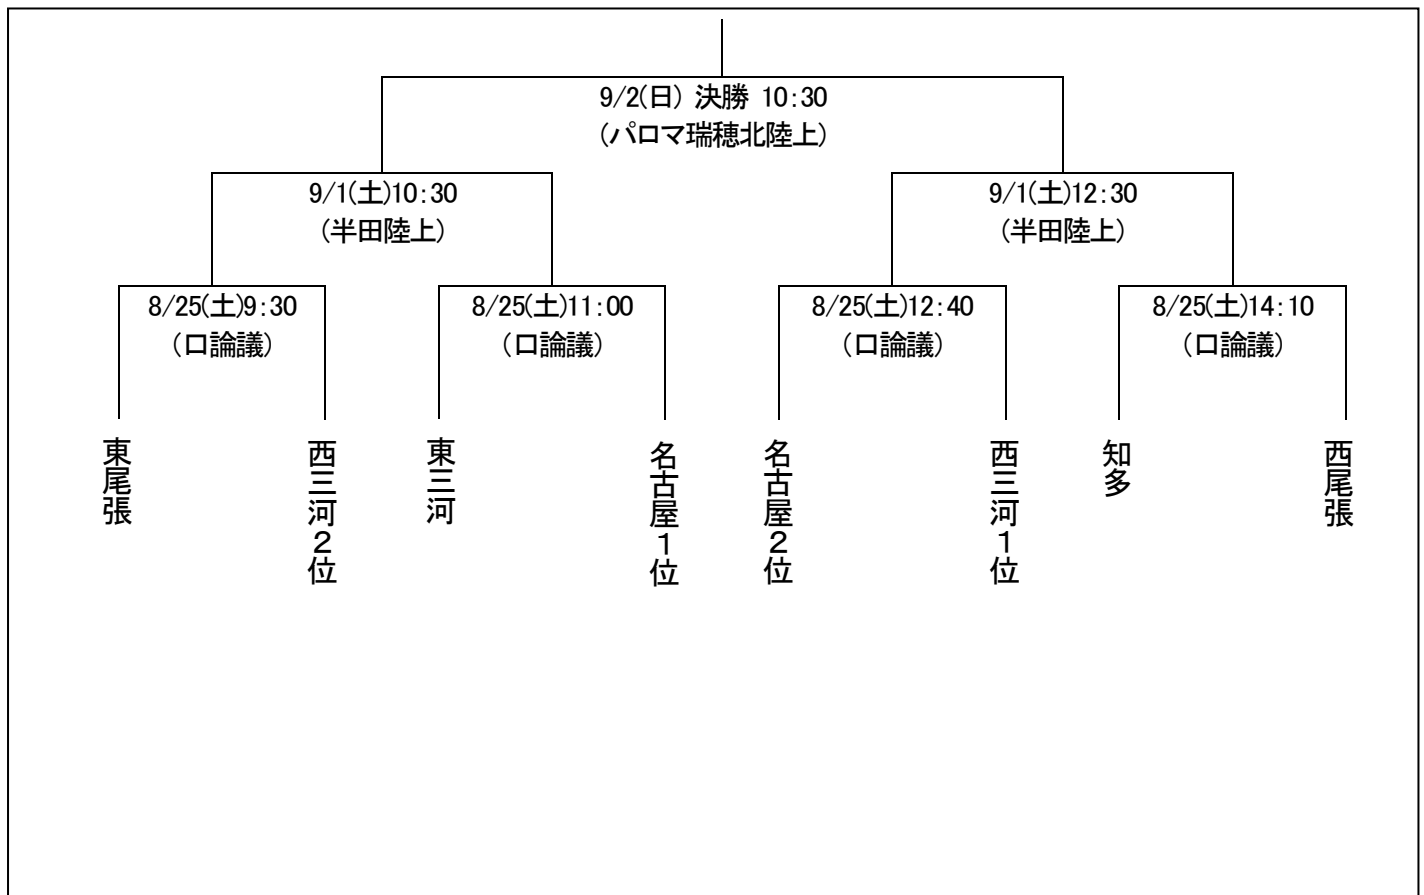 9/2(日) 決勝 10:30
(パロマ瑞穂北陸上)
9/1(土)10:30
(半田陸上)
9/1(土)12:30
(半田陸上)
8/25(土)9:30
(口論議)
8/25(土)11:00
(口論議)
8/25(土)12:40
(口論議)
8/25(土)14:10
(口論議)
東尾張
西三河2位
東三河
名古屋1位
名古屋2位
西三河1位
知多
西尾張